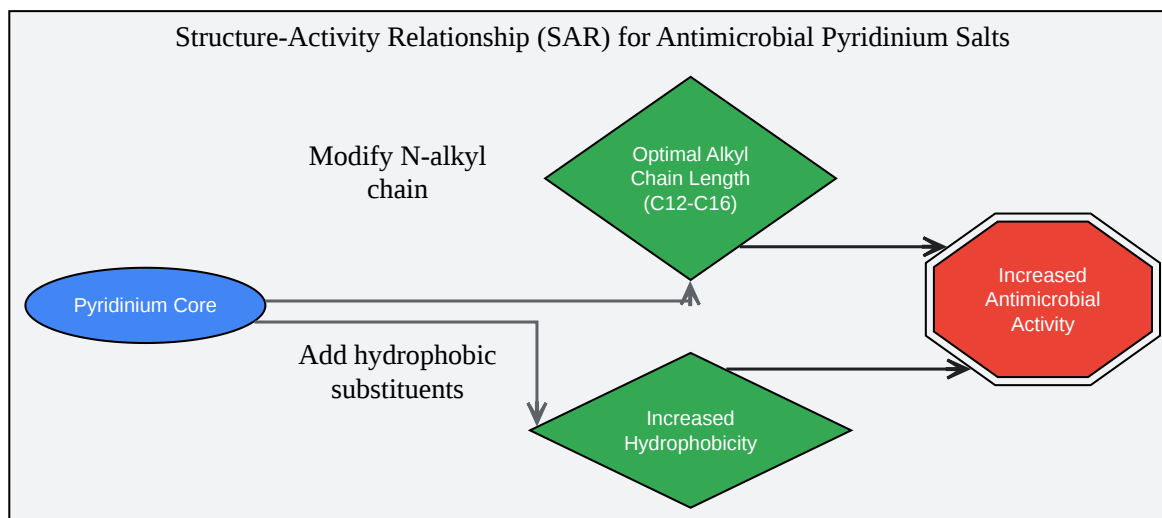 Structure-Activity Relationship (SAR) for Antimicrobial Pyridinium Salts
Modify N-alkyl
chain
Optimal Alkyl
Chain Length
(C12-C16)
Pyridinium Core
Increased
Antimicrobial
Activity
Add hydrophobic
substituents
Increased
Hydrophobicity